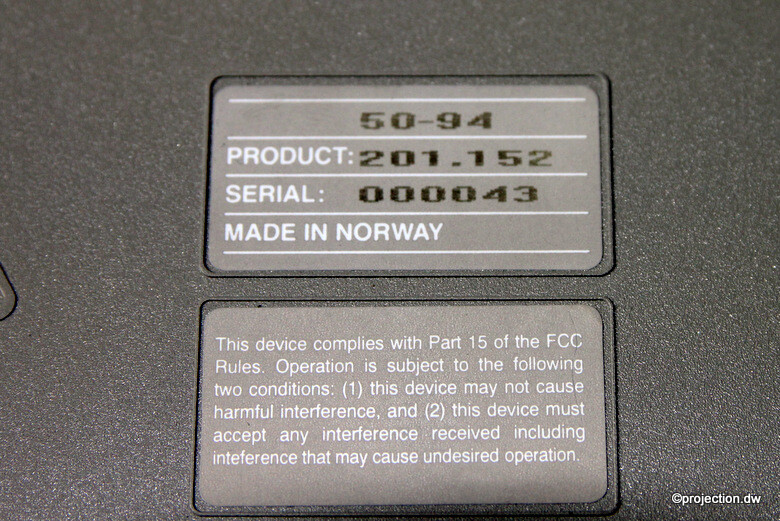 50-94
PRODUCT: 201.152
SERIAL: 000043
MADE IN NORWAY
This device complies with Part 15 of the FCC
Rules. Operation is subject to the following
two conditions: (1) this device may not cause
harmful interference, and (2) this device must
accept any interference received including
inteference that may cause undesired operation.
©projection.dw